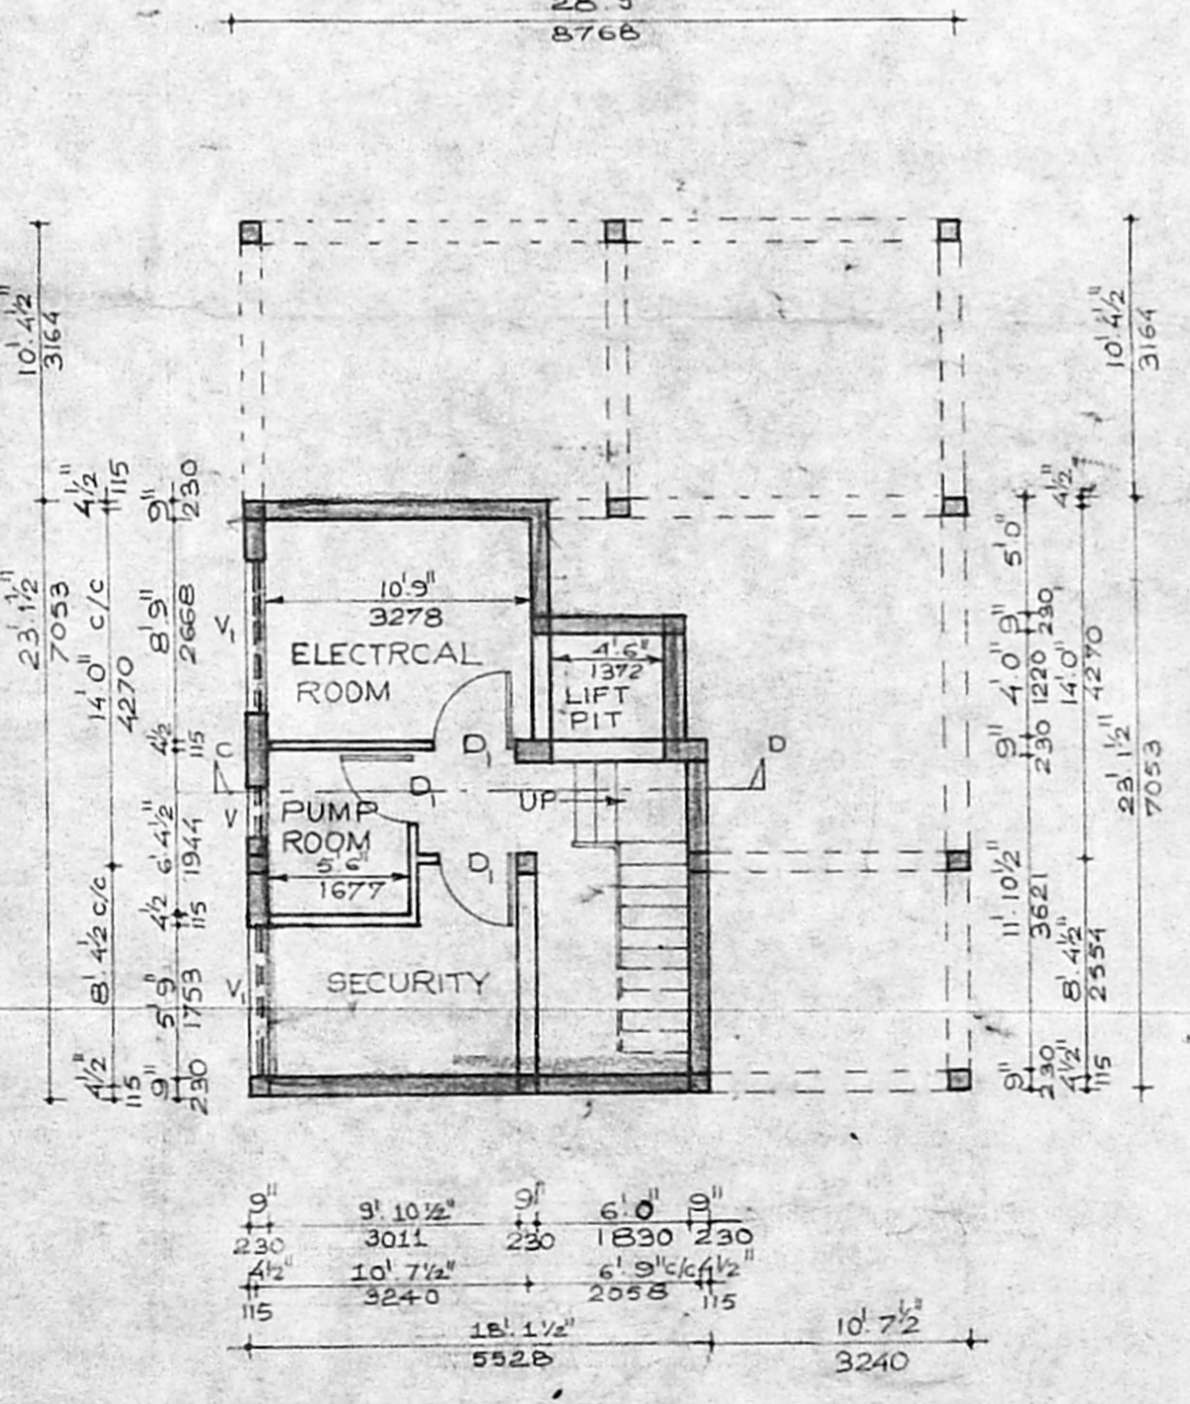 8768
10'.4½"
3164
10'.4½"
3164
4½"
115
9"
230
4½"
5'.0"
23'.1½"
7053
14'.0" c/c
4270
8'.9"
2668
V₁
10'.9"
3278
ELECTRCAL
ROOM
4'.6"
1372
LIFT
PIT
9"
230
4'.0"
1220
14'.0"
4270
9"
230
23'.1½"
7053
4½
115
C
D₁
D
D₁
UP
V
PUMP
ROOM
5'.6"
1677
6'.4½"
1944
D₁
11'.10½"
3621
4½
115
8'.4½ c/c
V₁
SECURITY
5'.9"
1753
8'.4½"
2554
4½"
115
9"
230
9"
230
4½"
115
9" 9'.10½" 9" 6'.0" 9"
230 3011 230 1830 230
4½" 10'.7½" 6'.9"c/c 4½"
115 3240 2058 115
18'.1½" 10'.7½"
5528 3240